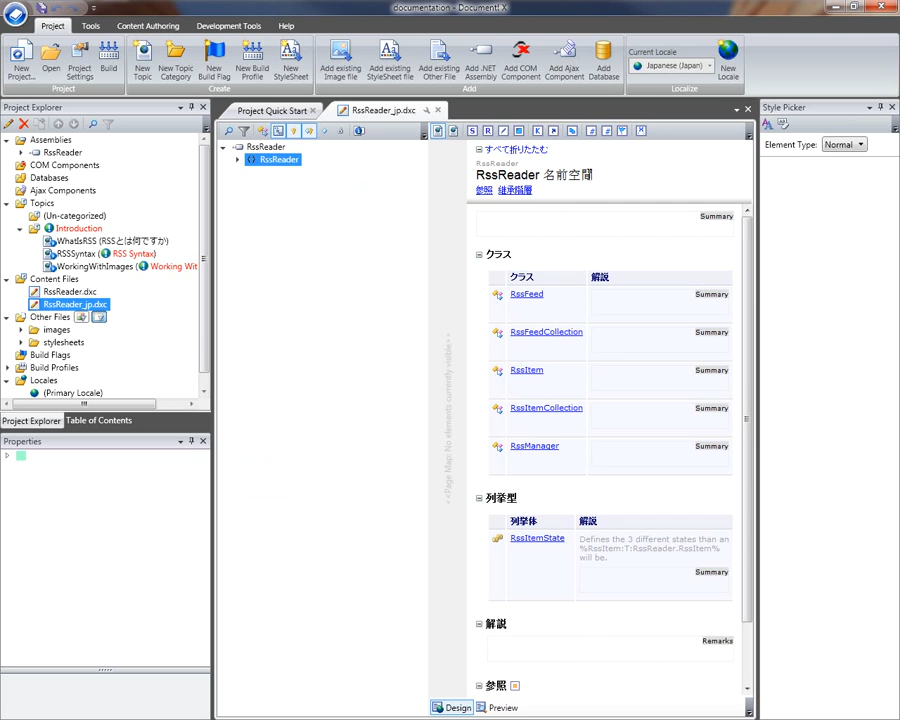 documentation - Document! X
Project
Tools
Content Authoring
Development Tools
Help
New Project...
Open
Project Settings
Build
New Topic
New Topic Category
New Build Flag
New Build Profile
New StyleSheet
Add existing Image file
Add existing StyleSheet file
Add existing Other File
Add .NET Assembly
Add COM Component
Add Ajax Component
Add Database
Current Locale
Japanese (Japan)
New Locale
Project
Create
Add
Localize
Project Explorer
Assemblies
RssReader
COM Components
Databases
Ajax Components
Topics
(Un-categorized)
Introduction
WhatIsRSS (RSSとは何ですか)
RSSSyntax ( RSS Syntax)
WorkingWithImages ( Working Wit
Content Files
RssReader.dxc
RssReader_jp.dxc
Other Files
images
stylesheets
Build Flags
Build Profiles
Locales
(Primary Locale)
Project Explorer
Table of Contents
Properties
Project Quick Start
RssReader_jp.dxc
RssReader
RssReader
<<Page Map: No elements currently visible>>
すべて折りたたむ
RssReader
RssReader 名前空間
参照 継承階層
Summary
クラス
クラス 解説
RssFeed Summary
RssFeedCollection Summary
RssItem Summary
RssItemCollection Summary
RssManager Summary
列挙型
列挙体 解説
RssItemState Defines the 3 different states than an
%RssItem:T:RssReader.RssItem%
will be.
Summary
解説
Remarks
参照
Design
Preview
Style Picker
Element Type: Normal